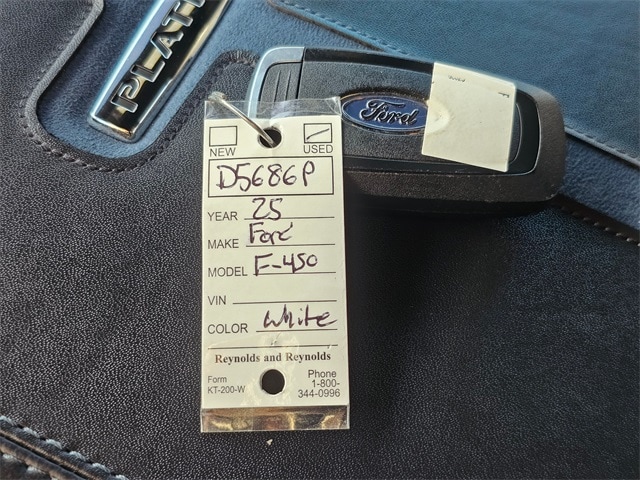 PLATI
Ford
NEW USED
D5686P
YEAR 25
MAKE Ford
MODEL F-450
VIN
COLOR White
Reynolds and Reynolds
Form
KT-200-W
Phone
1-800-
344-0996